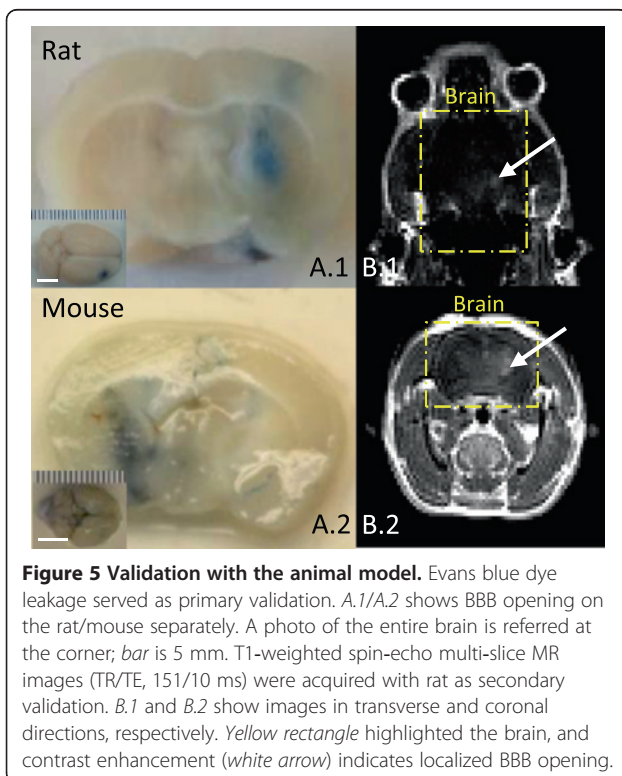 Rat
A.1
Brain
B.1
Mouse
A.2
Brain
B.2
Figure 5 Validation with the animal model. Evans blue dye
leakage served as primary validation. A.1/A.2 shows BBB opening on
the rat/mouse separately. A photo of the entire brain is referred at
the corner; bar is 5 mm. T1-weighted spin-echo multi-slice MR
images (TR/TE, 151/10 ms) were acquired with rat as secondary
validation. B.1 and B.2 show images in transverse and coronal
directions, respectively. Yellow rectangle highlighted the brain, and
contrast enhancement (white arrow) indicates localized BBB opening.